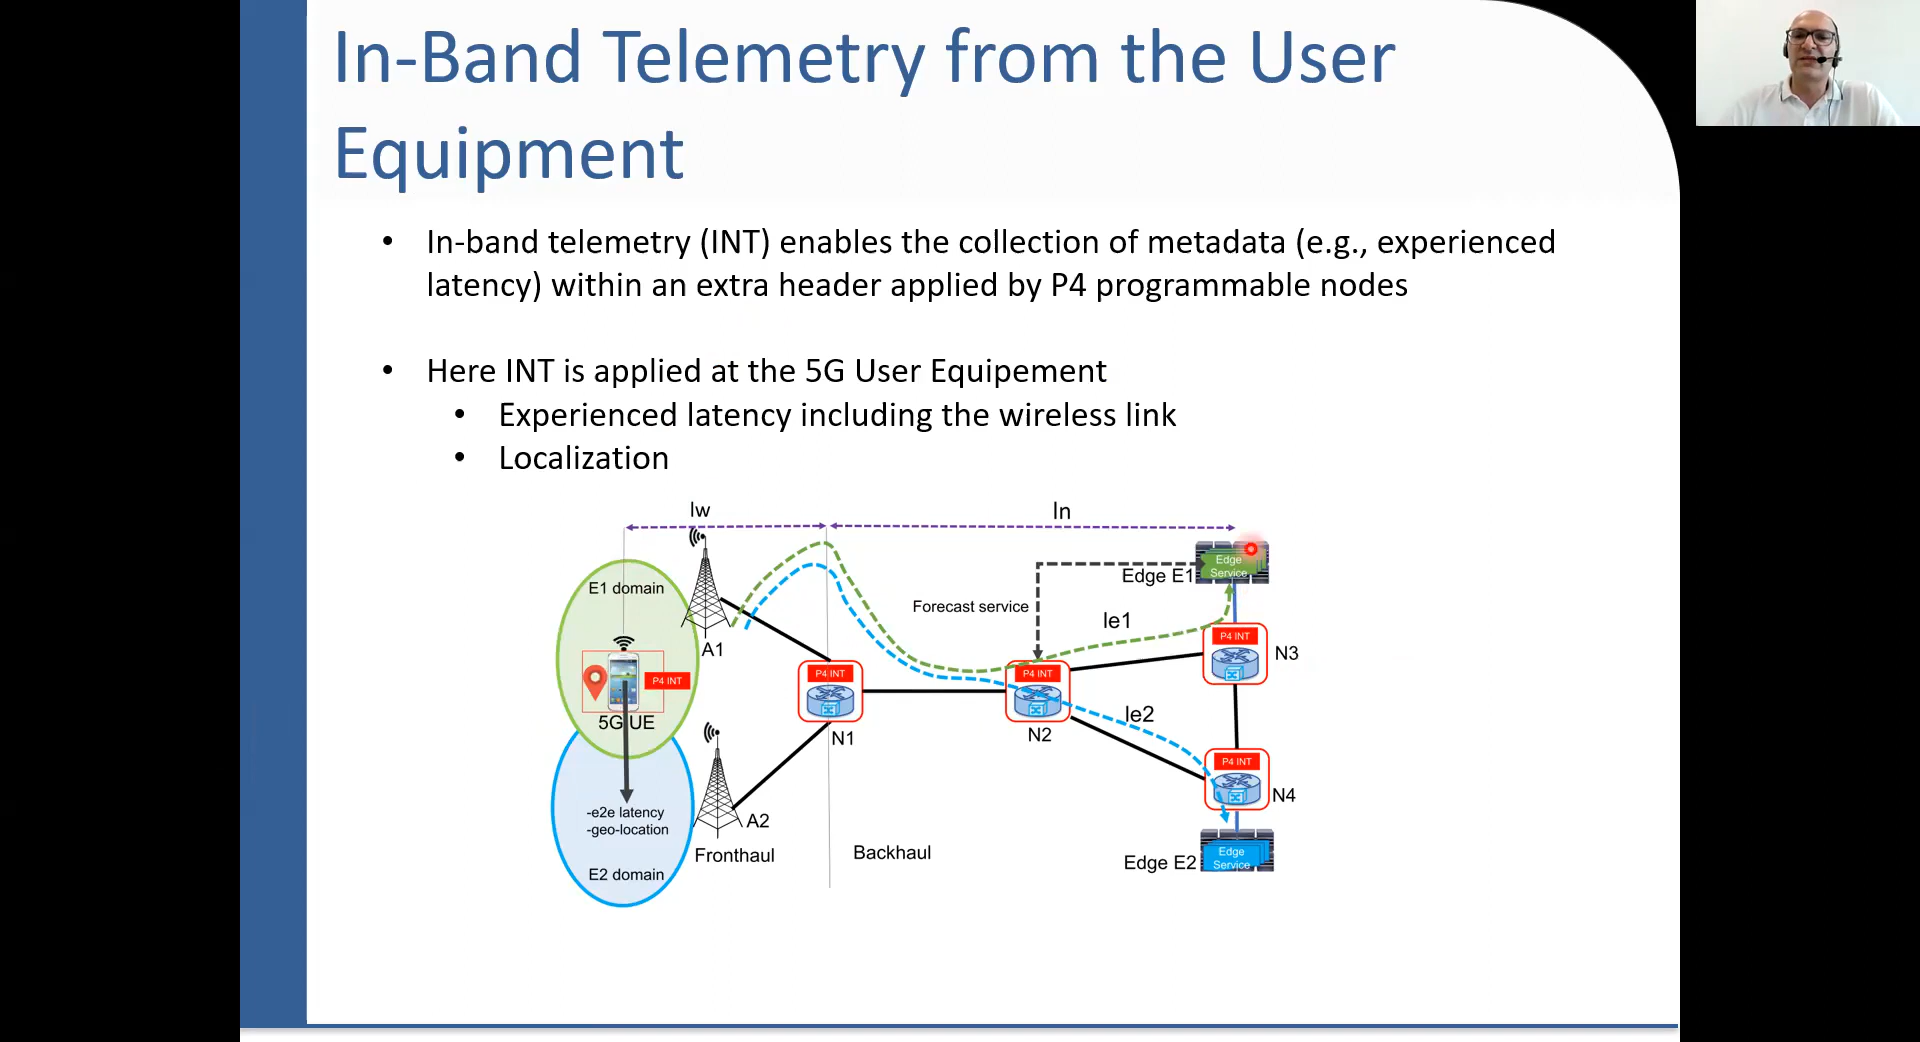 In-Band Telemetry from the User
Equipment
• In-band telemetry (INT) enables the collection of metadata (e.g., experienced
latency) within an extra header applied by P4 programmable nodes
• Here INT is applied at the 5G User Equipement
• Experienced latency including the wireless link
• Localization
lw
ln
E1 domain
A1
P4 INT
5G UE
-e2e latency
-geo-location
E2 domain
A2
Fronthaul
Backhaul
P4 INT
N1
Forecast service
P4 INT
N2
Edge E1
Edge
Service
le1
P4 INT
N3
le2
P4 INT
N4
Edge E2
Edge
Service